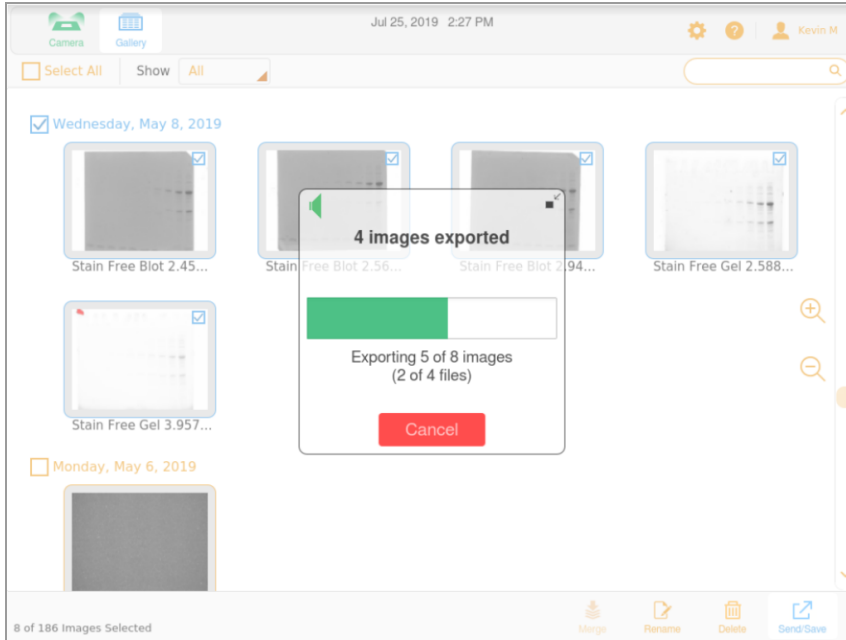 Jul 25, 2019 2:27 PM
Camera
Gallery
Kevin M
Select All
Show
All
Wednesday, May 8, 2019
Stain Free Blot 2.45...
Stain Free Blot 2.56...
Stain Free Blot 2.94...
Stain Free Gel 2.588...
4 images exported
Exporting 5 of 8 images
(2 of 4 files)
Cancel
Stain Free Gel 3.957...
Monday, May 6, 2019
8 of 186 Images Selected
Merge
Rename
Delete
Send/Save